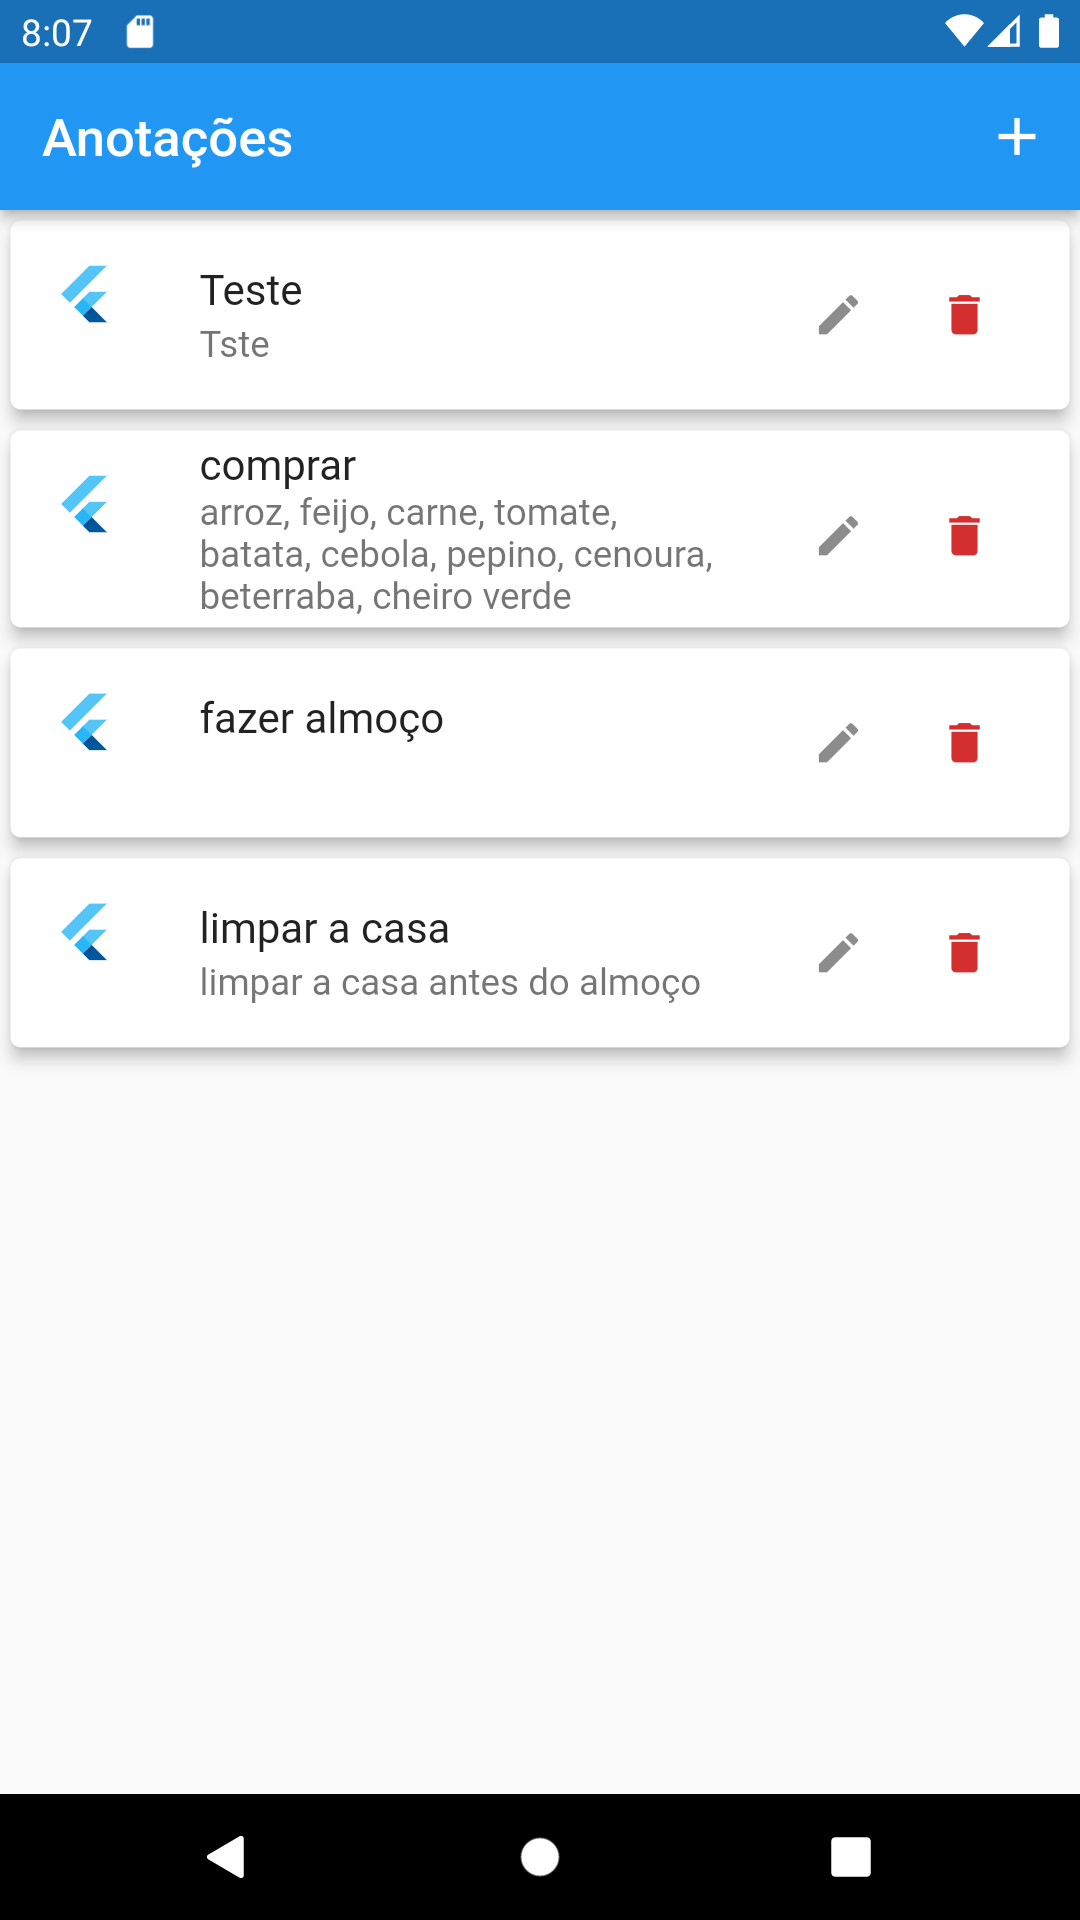 8:07
Anotações
Teste
Tste
comprar
arroz, feijo, carne, tomate,
batata, cebola, pepino, cenoura,
beterraba, cheiro verde
fazer almoço
limpar a casa
limpar a casa antes do almoço